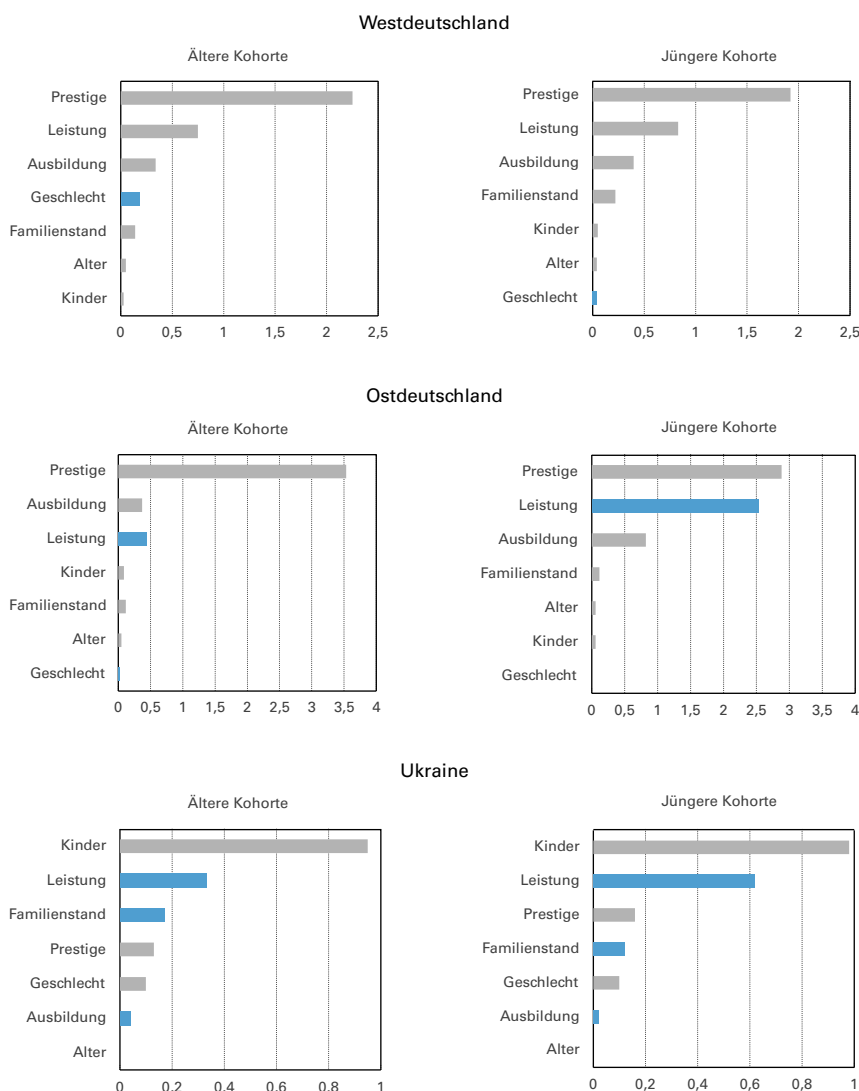 Westdeutschland
Ältere Kohorte
Prestige
Leistung
Ausbildung
Geschlecht
Familienstand
Alter
Kinder
0 0,5 1 1,5 2 2,5
Jüngere Kohorte
Prestige
Leistung
Ausbildung
Familienstand
Kinder
Alter
Geschlecht
0 0,5 1 1,5 2 2,5
Ostdeutschland
Ältere Kohorte
Prestige
Ausbildung
Leistung
Kinder
Familienstand
Alter
Geschlecht
0 0,5 1 1,5 2 2,5 3 3,5 4
Jüngere Kohorte
Prestige
Leistung
Ausbildung
Familienstand
Alter
Kinder
Geschlecht
0 0,5 1 1,5 2 2,5 3 3,5 4
Ukraine
Ältere Kohorte
Kinder
Leistung
Familienstand
Prestige
Geschlecht
Ausbildung
Alter
0 0,2 0,4 0,6 0,8 1
Jüngere Kohorte
Kinder
Leistung
Prestige
Familienstand
Geschlecht
Ausbildung
Alter
0 0,2 0,4 0,6 0,8 1